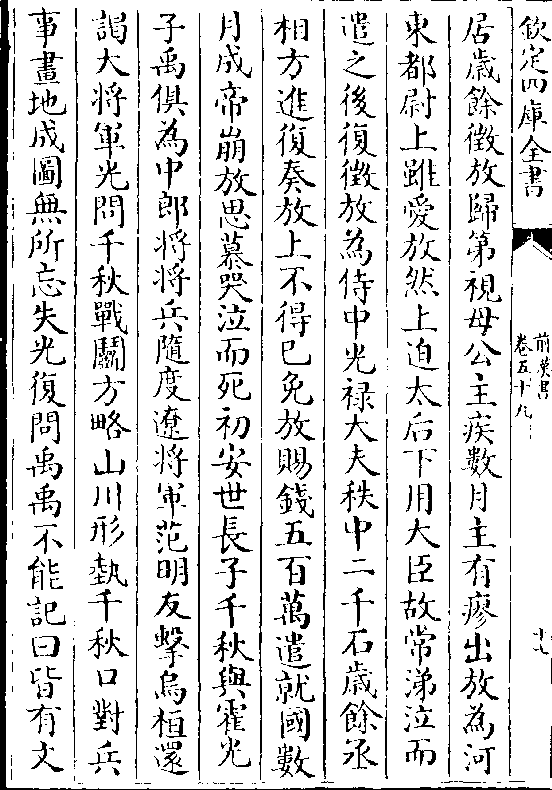 欽定四庫全書
前漢書
卷五十九
十七
居歲餘徵放歸第視母公主疾數月主有瘳出放為河
東都尉上雖愛放然上迫太后下用大臣故常涕泣而
遣之後復徵放為侍中光祿大夫秩中二千石歲餘丞
相方進復奏放上不得已免放賜錢五百萬遣就國數
月成帝崩放思慕哭泣而死初安世長子千秋與霍光
子禹俱為中郎將將兵隨度遼將軍范明友擊烏桓還
謁大將軍光問千秋戰鬭方略山川形埶千秋口對兵
事畫地成圖無所忘失光復問禹禹不能記曰皆有文